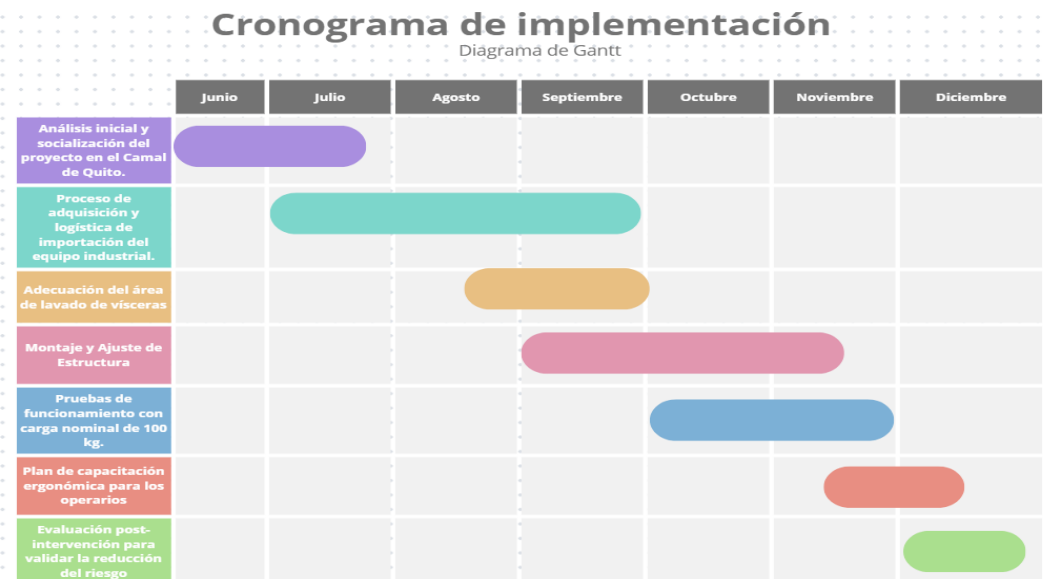 Cronograma de implementación
Diagrama de Gantt
Junio
Julio
Agosto
Septiembre
Octubre
Noviembre
Diciembre
Análisis inicial y
socialización del
proyecto en el Camal
de Quito.
Proceso de
adquisición y
logística de
importación del
equipo industrial.
Adecuación del área
de lavado de vísceras
Montaje y Ajuste de
Estructura
Pruebas de
funcionamiento con
carga nominal de 100
kg.
Plan de capacitación
ergonómica para los
operarios
Evaluación post-
intervención para
validar la reducción
del riesgo